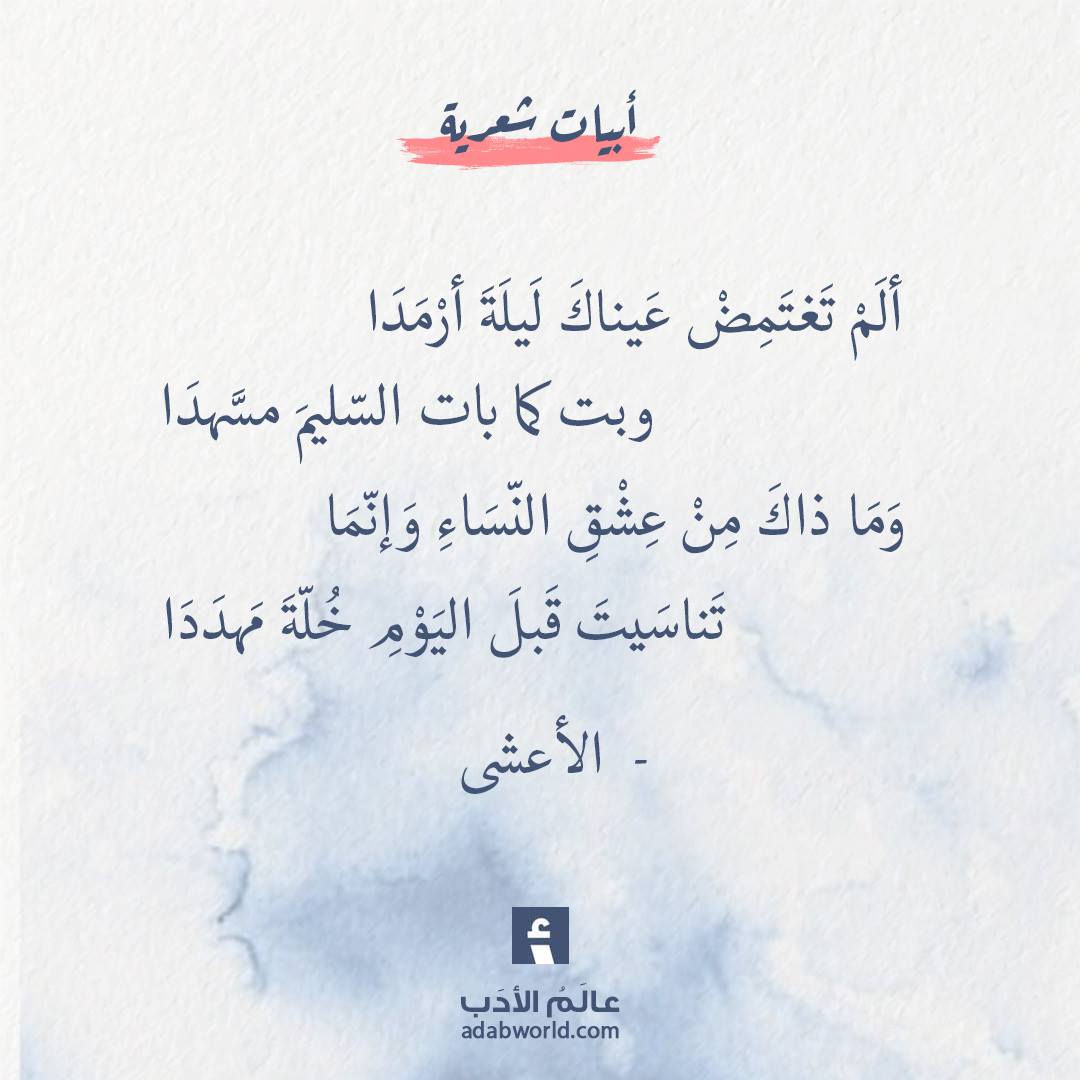 أبيات شعرية
ألَمْ تَغتَمِضْ عَيناكَ لَيلَةَ أرْمَدَا
وبت كما بات السّليمَ مسَّهدَا
وَمَا ذاكَ مِنْ عِشْقِ النّسَاءِ وَإنّمَا
تَناسَيتَ قَبلَ اليَوْمِ خُلّةَ مَهدَدَا
- الأعشى
أ
عالَمُ الأدَب
adabworld.com